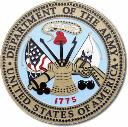 DEPARTMENT OF THE ARMY
UNITED STATES OF AMERICA
1775